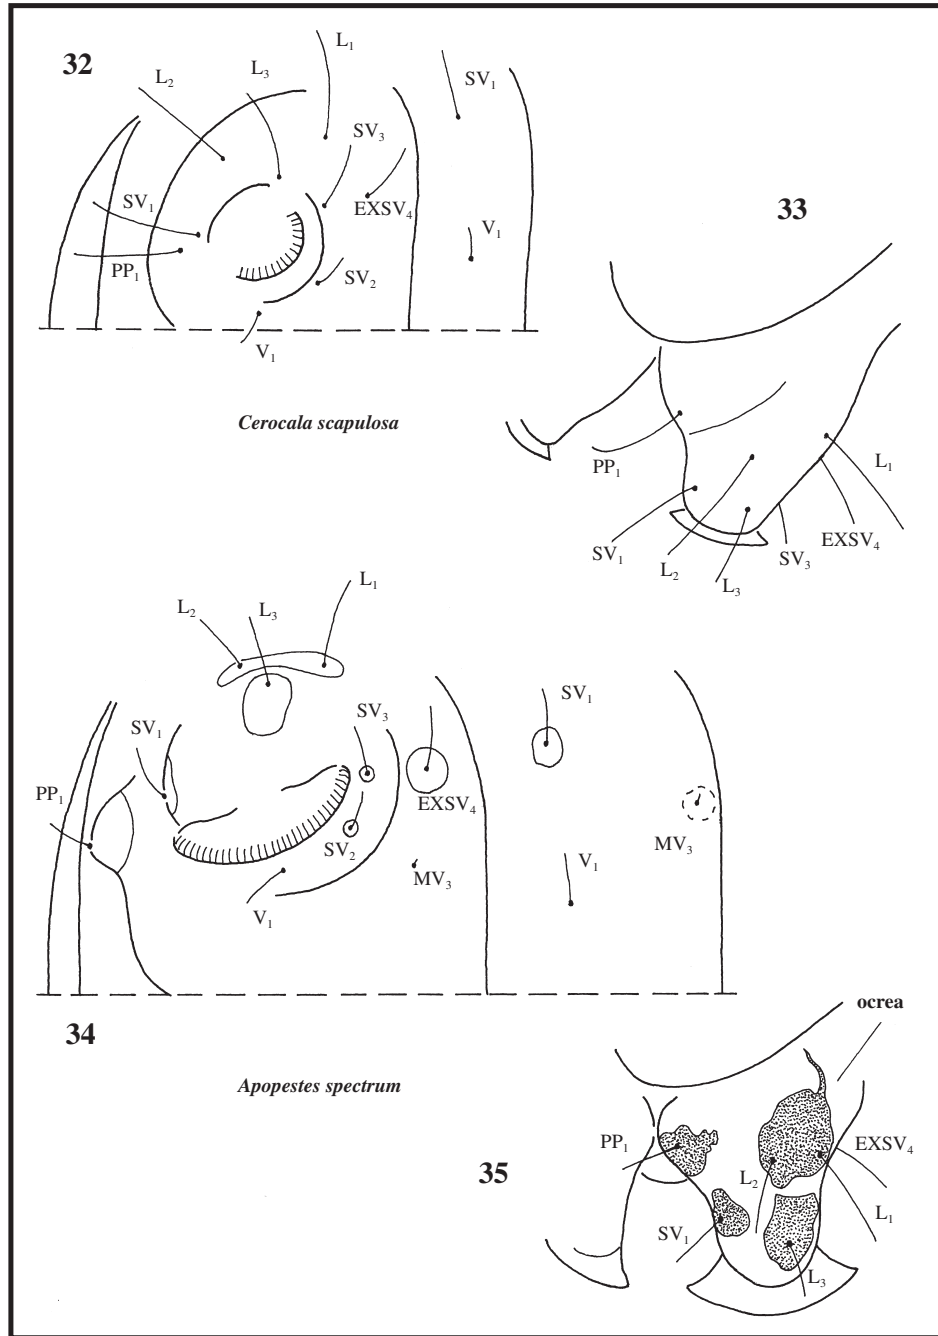 32
L₁
L₂
L₃
SV₁
SV₃
SV₁
EXSV₄
33
V₁
PP₁
SV₂
V₁
Cerocala scapulosa
PP₁
L₁
SV₁
L₂
L₃
SV₃
EXSV₄
L₁
L₂
L₃
SV₁
SV₃
SV₁
PP₁
EXSV₄
SV₂
MV₃
MV₃
V₁
V₁
34
ocrea
Apopestes spectrum
PP₁
EXSV₄
35
L₂
L₁
SV₁
L₃